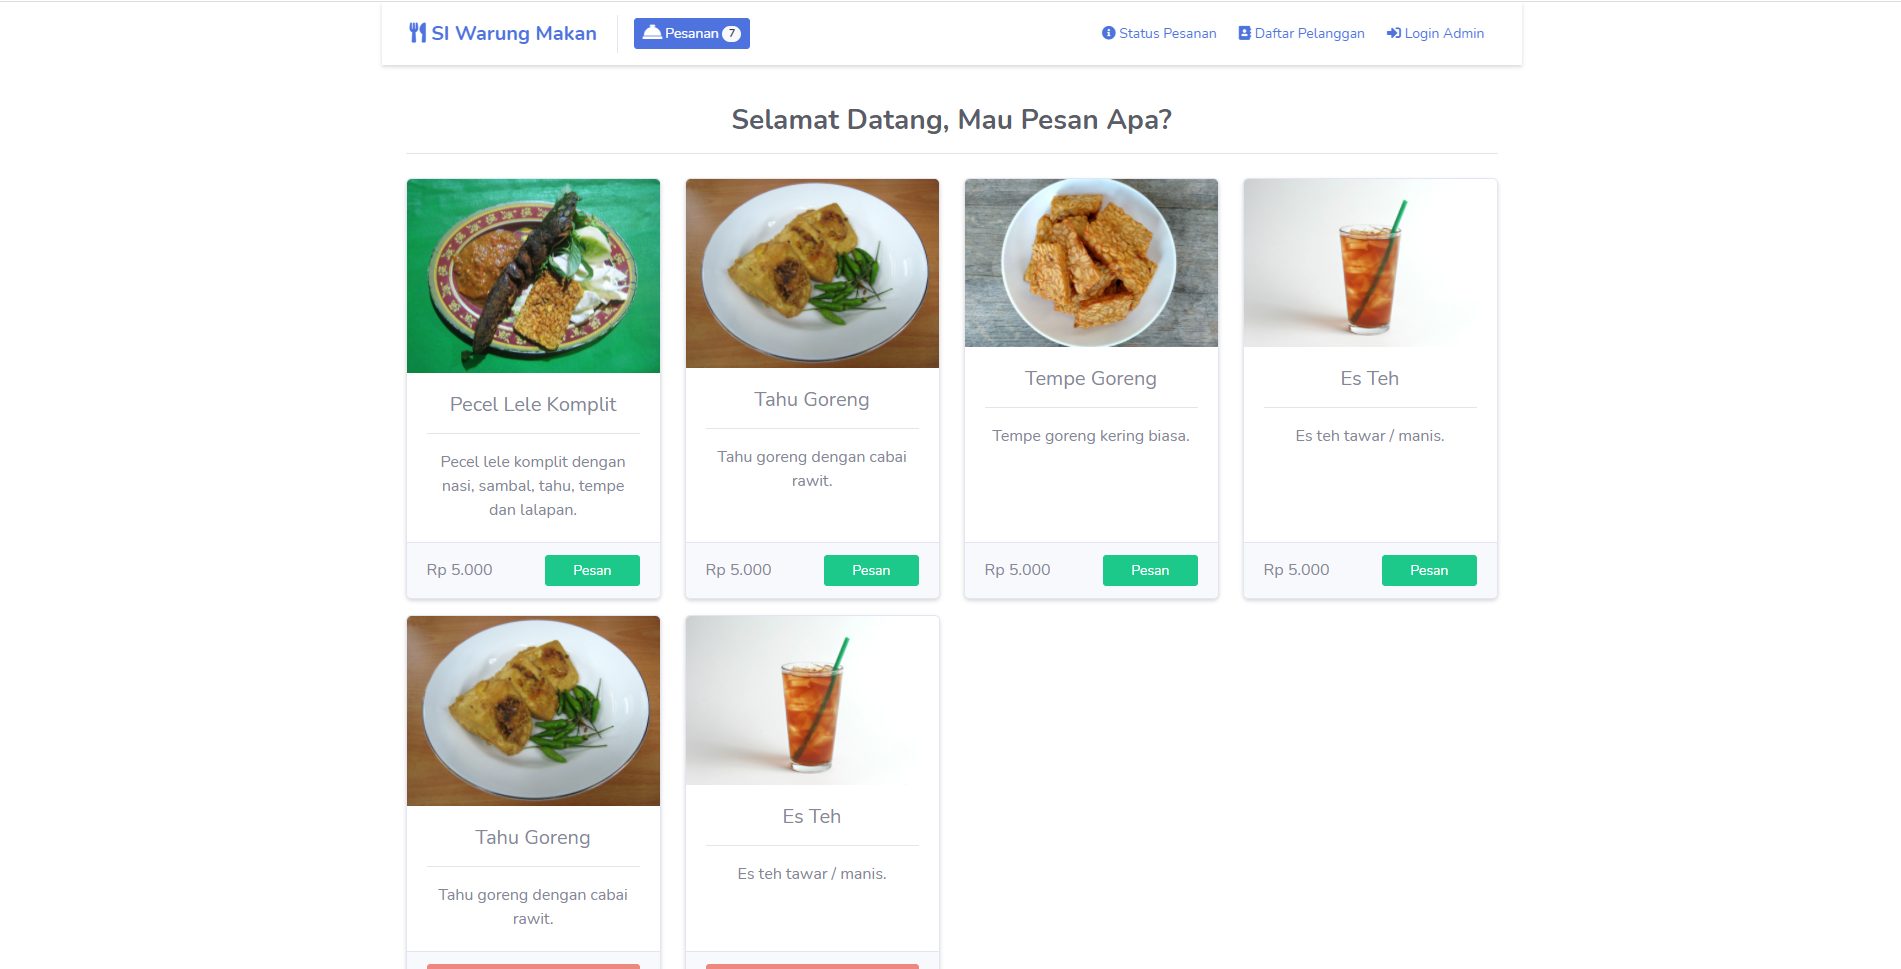 SI Warung Makan
Pesanan 7
Status Pesanan
Daftar Pelanggan
Login Admin
Selamat Datang, Mau Pesan Apa?
Pecel Lele Komplit
Pecel lele komplit dengan
nasi, sambal, tahu, tempe
dan lalapan.
Rp 5.000
Pesan
Tahu Goreng
Tahu goreng dengan cabai
rawit.
Rp 5.000
Pesan
Tempe Goreng
Tempe goreng kering biasa.
Rp 5.000
Pesan
Es Teh
Es teh tawar / manis.
Rp 5.000
Pesan
Tahu Goreng
Tahu goreng dengan cabai
rawit.
Es Teh
Es teh tawar / manis.